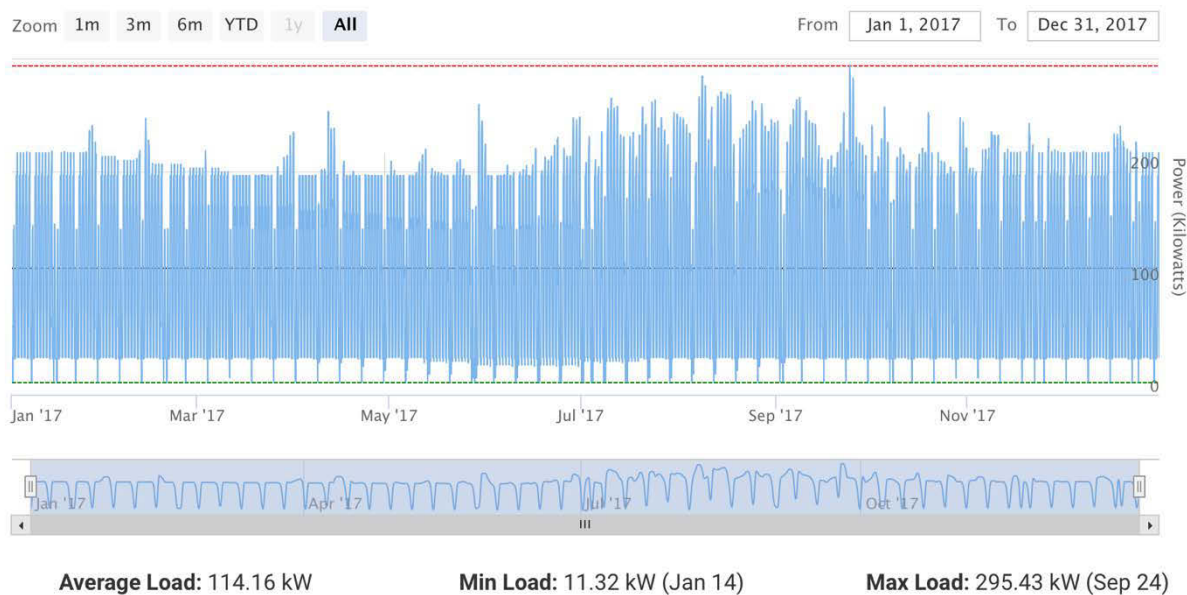 Zoom 1m 3m 6m YTD 1y All From Jan 1, 2017 To Dec 31, 2017
200
Power (Kilowatts)
100
0
Jan '17 Mar '17 May '17 Jul '17 Sep '17 Nov '17
Jan '17 Apr '17 Jul '17 Oct '17
Average Load: 114.16 kW Min Load: 11.32 kW (Jan 14) Max Load: 295.43 kW (Sep 24)